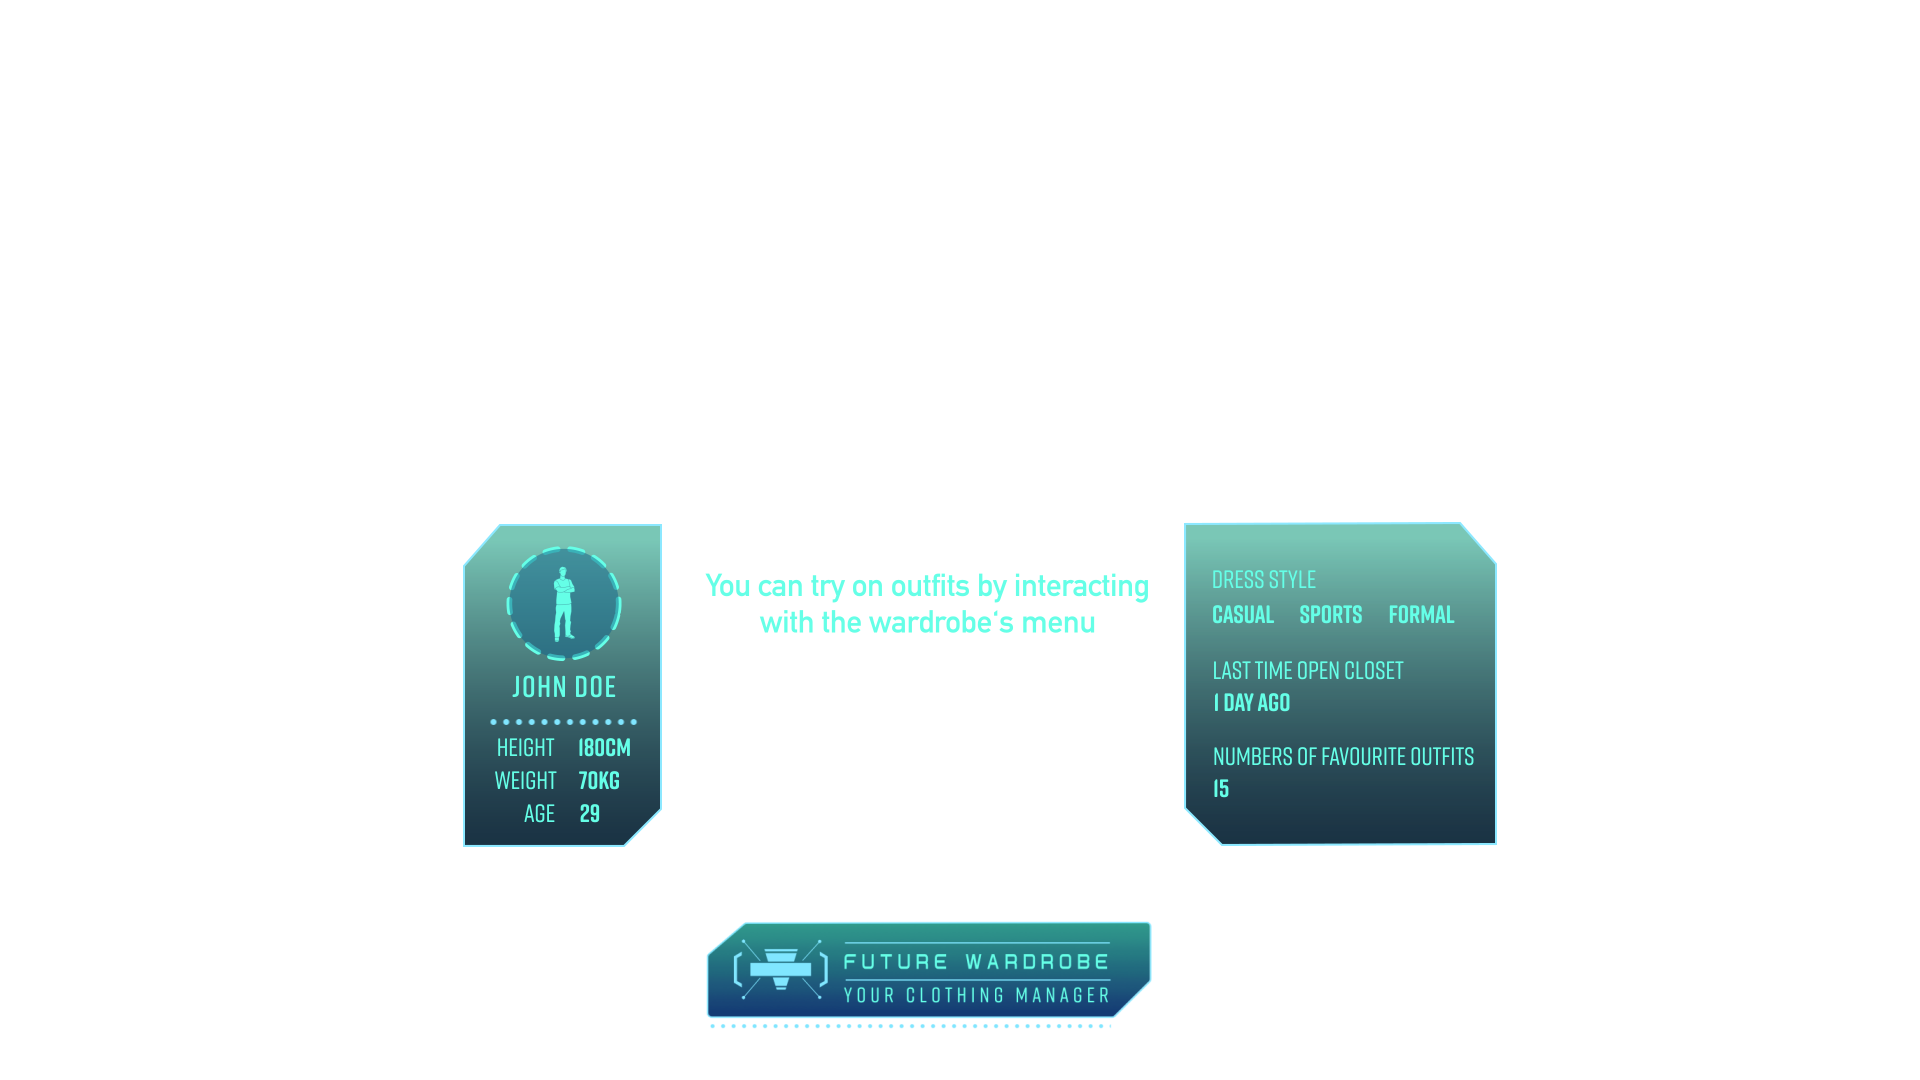 JOHN DOE
HEIGHT 180CM
WEIGHT 70KG
AGE 29
You can try on outfits by interacting
with the wardrobe's menu
DRESS STYLE
CASUAL SPORTS FORMAL
LAST TIME OPEN CLOSET
1 DAY AGO
NUMBERS OF FAVOURITE OUTFITS
15
FUTURE WARDROBE
YOUR CLOTHING MANAGER